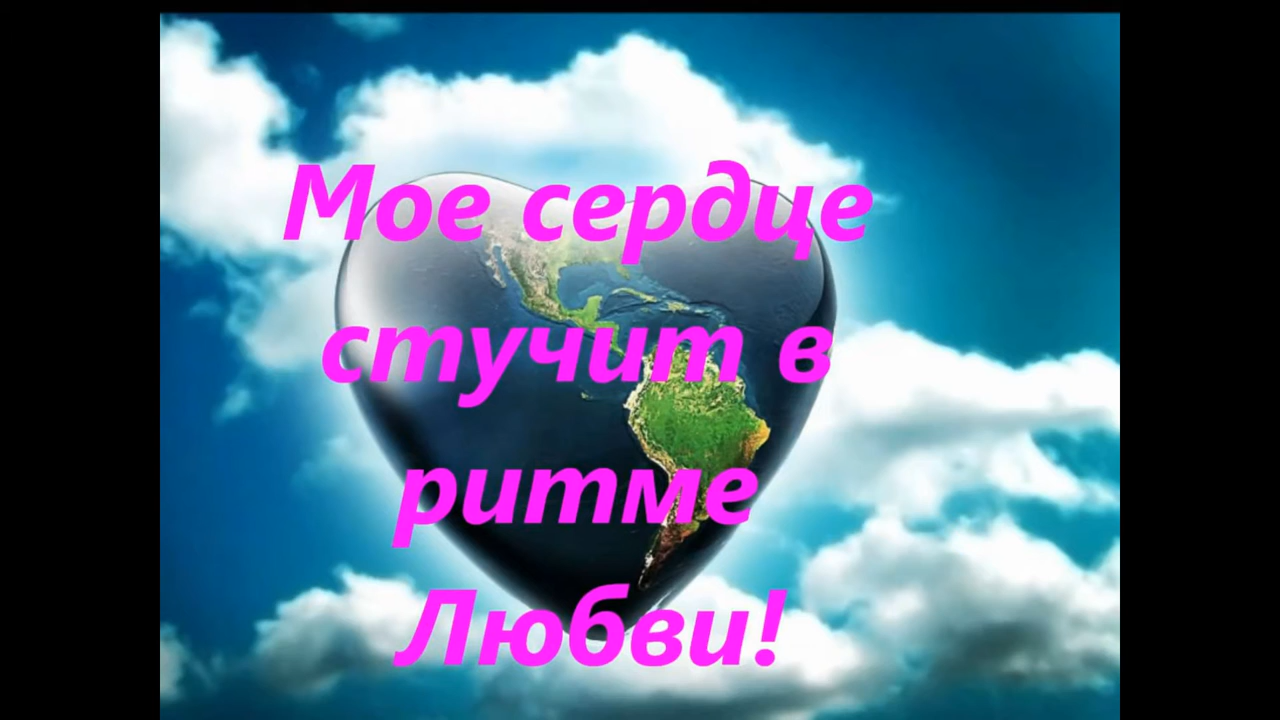 Мое сердце
стучит в
ритме
Любви!